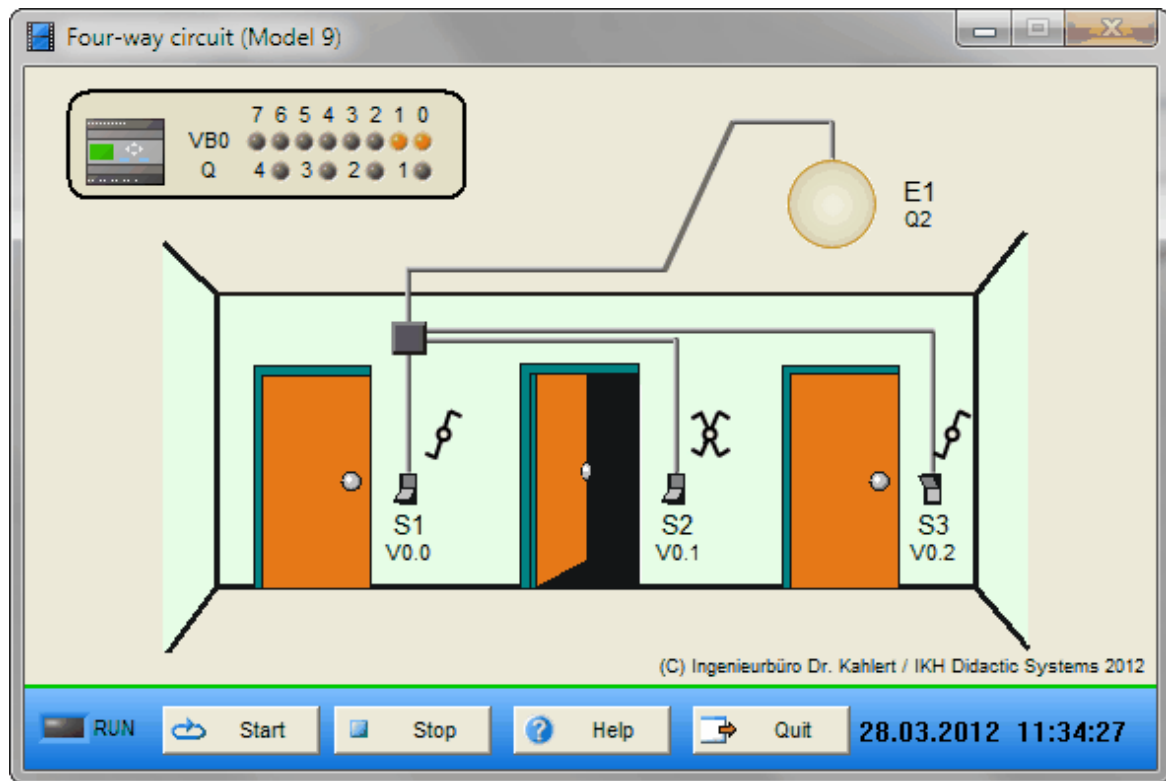 Four-way circuit (Model 9)
7 6 5 4 3 2 1 0
VB0
Q 4 3 2 1
E1
Q2
S1
V0.0
S2
V0.1
S3
V0.2
(C) Ingenieurbüro Dr. Kahlert / IKH Didactic Systems 2012
RUN Start Stop Help Quit 28.03.2012 11:34:27